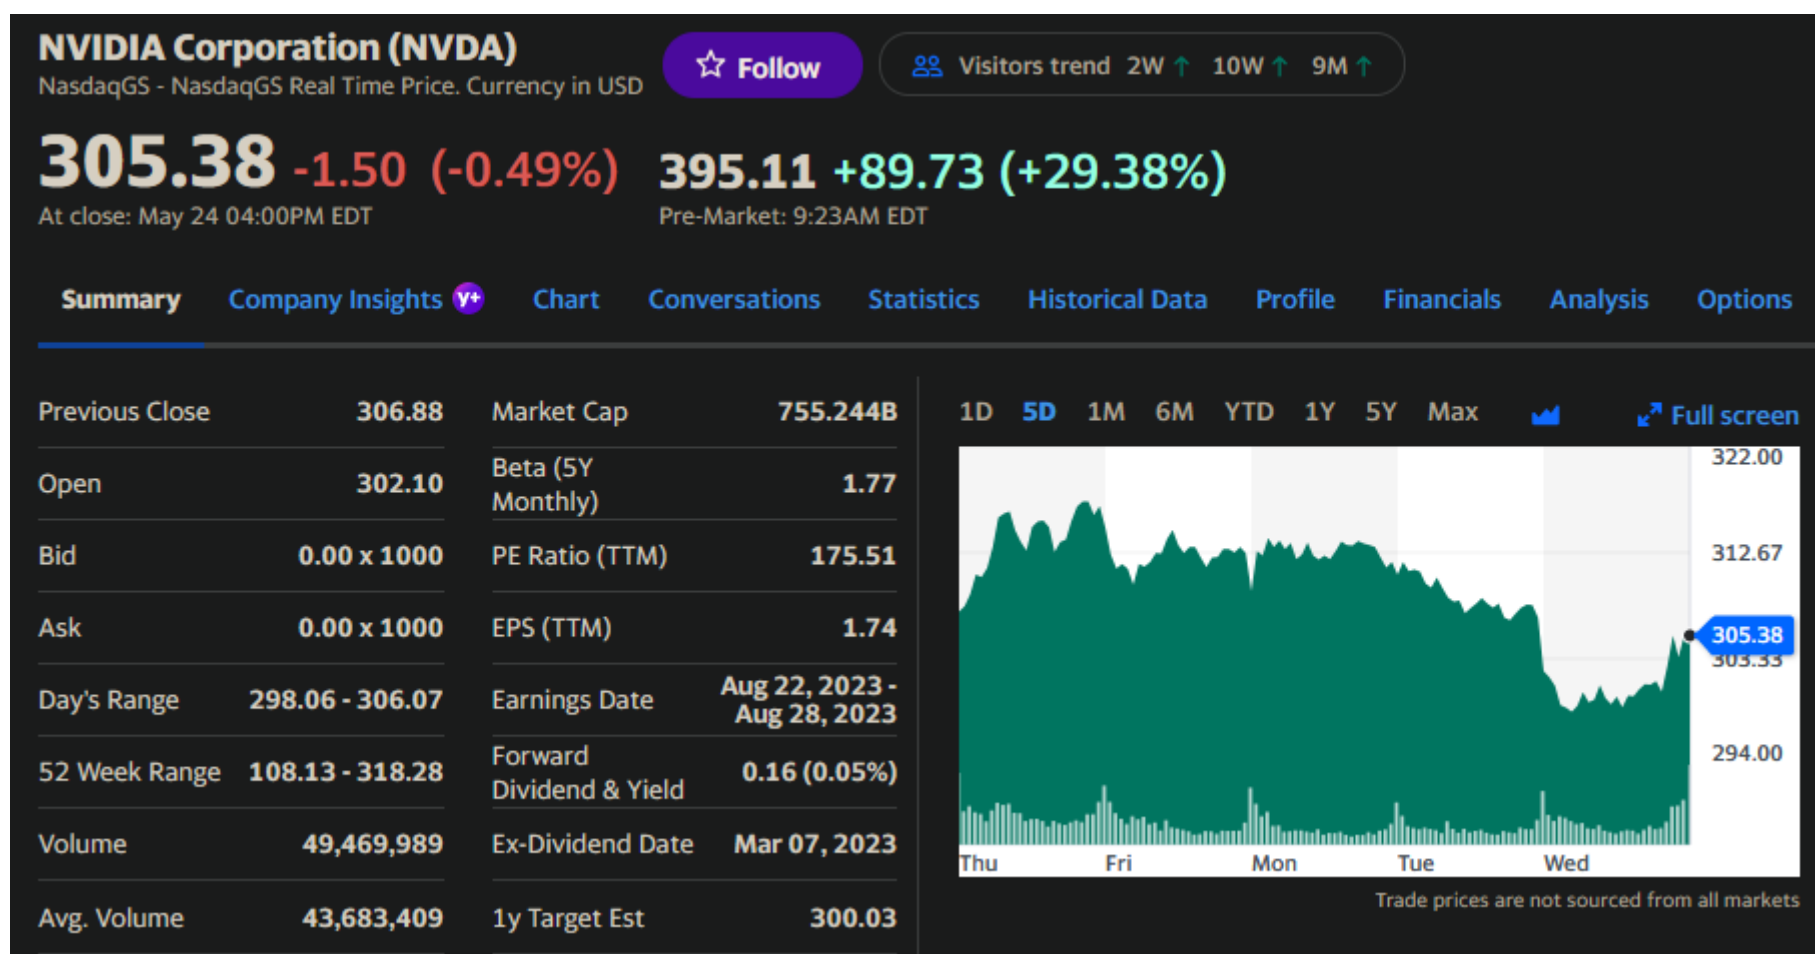 NVIDIA Corporation (NVDA)
NasdaqGS - NasdaqGS Real Time Price. Currency in USD
Follow
Visitors trend 2W ↑ 10W ↑ 9M ↑
305.38 -1.50 (-0.49%)
At close: May 24 04:00PM EDT
395.11 +89.73 (+29.38%)
Pre-Market: 9:23AM EDT
Summary Company Insights y+ Chart Conversations Statistics Historical Data Profile Financials Analysis Options
Previous Close 306.88
Open 302.10
Bid 0.00 x 1000
Ask 0.00 x 1000
Day's Range 298.06 - 306.07
52 Week Range 108.13 - 318.28
Volume 49,469,989
Avg. Volume 43,683,409
Market Cap 755.244B
Beta (5Y
Monthly) 1.77
PE Ratio (TTM) 175.51
EPS (TTM) 1.74
Earnings Date Aug 22, 2023 -
Aug 28, 2023
Forward
Dividend & Yield 0.16 (0.05%)
Ex-Dividend Date Mar 07, 2023
1y Target Est 300.03
1D 5D 1M 6M YTD 1Y 5Y Max Full screen
322.00
312.67
305.38
303.33
294.00
Thu Fri Mon Tue Wed
Trade prices are not sourced from all markets